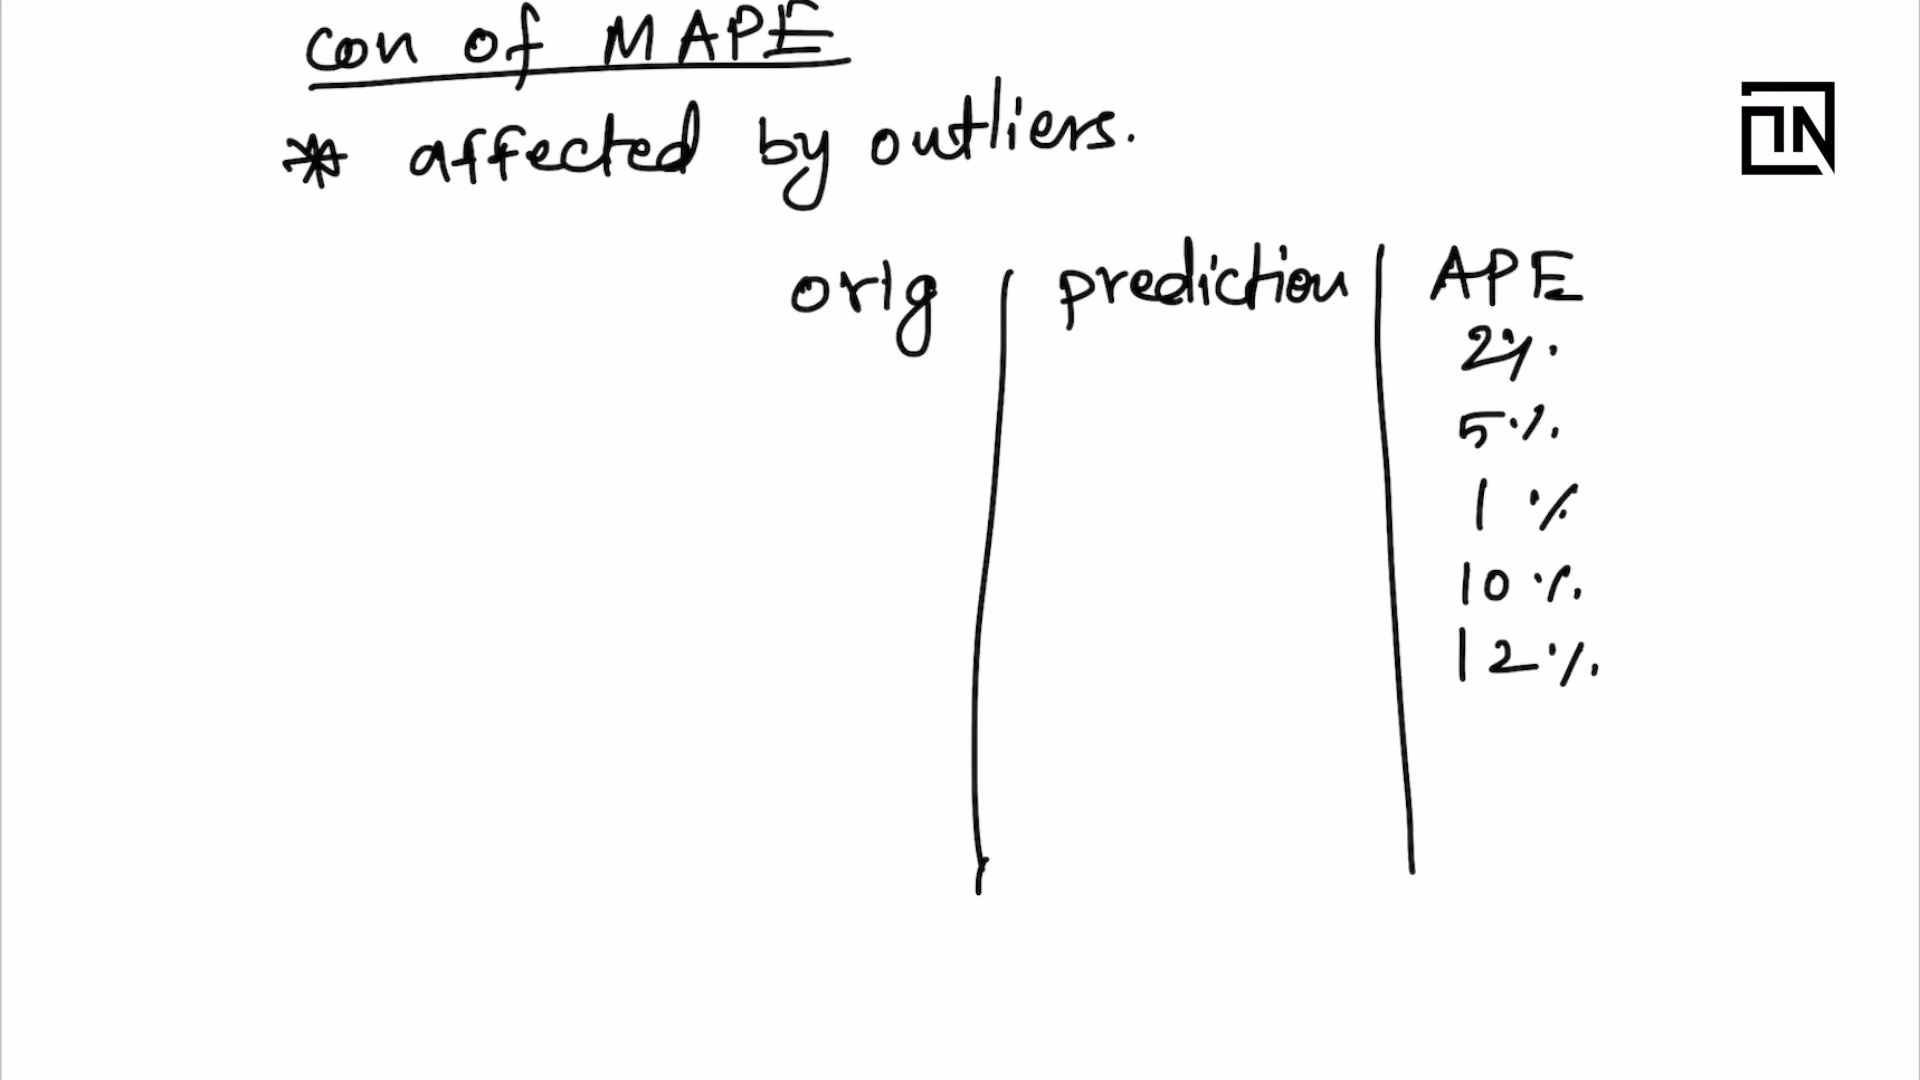 con of MAPE
* affected by outliers.
orig | prediction | APE
2%
5%
1 %
10 %
12 %